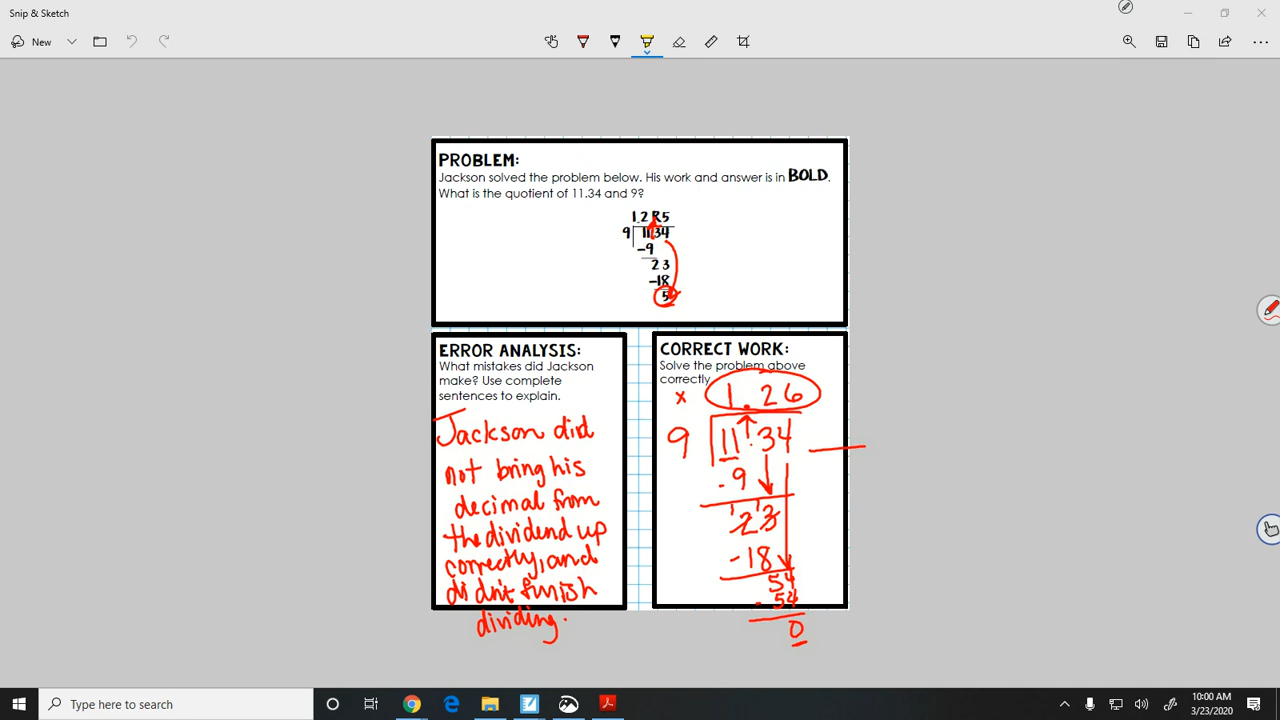 Snip & Sketch
New
PROBLEM:
Jackson solved the problem below. His work and answer is in BOLD.
What is the quotient of 11.34 and 9?
1.2 R5
9 1134
-9
23
-18
5
ERROR ANALYSIS:
What mistakes did Jackson
make? Use complete
sentences to explain.
Jackson did
not bring his
decimal from
the dividend up
correctly, and
didn't finish
dividing.
CORRECT WORK:
Solve the problem above
correctly
x 1.26
9 11.34
-9
23
-18
54
-54
0
Type here to search
10:00 AM
3/23/2020